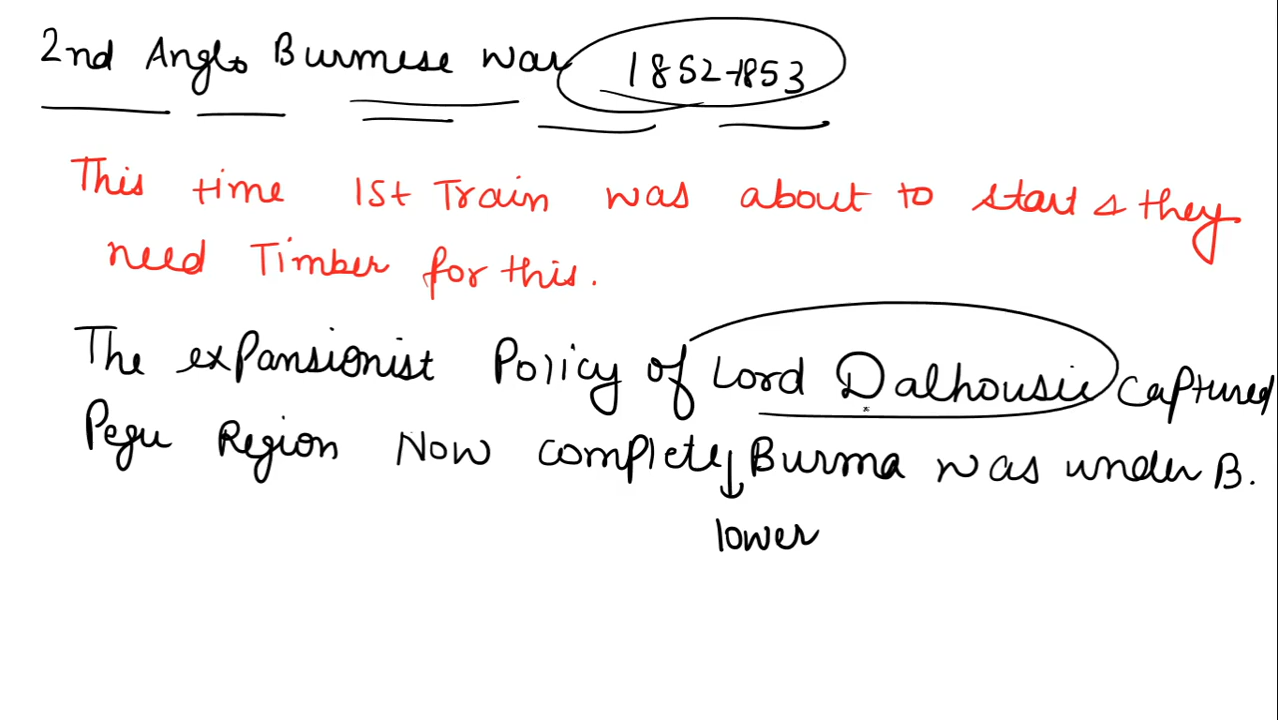 2nd Anglo Burmese war 1852-1853
This time 1st Train was about to start & they
need Timber for this.
The expansionist Policy of Lord Dalhousie captured
Pegu Region Now complete Burma was under B.
lower